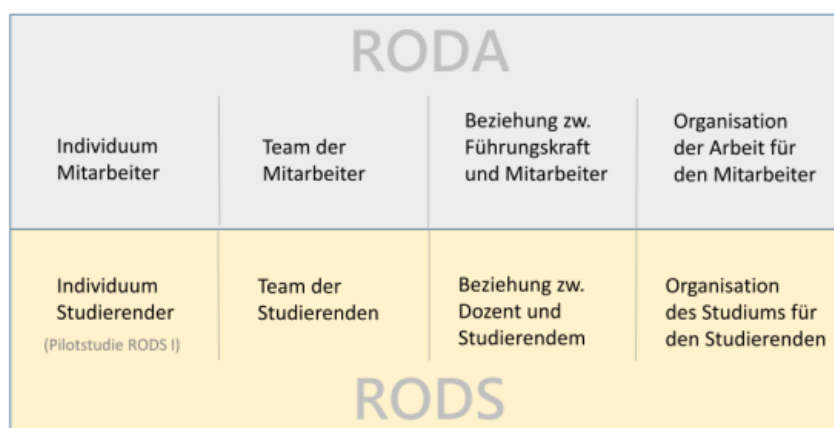 RODA
Individuum
Mitarbeiter
Team der
Mitarbeiter
Beziehung zw.
Führungskraft
und Mitarbeiter
Organisation
der Arbeit für
den Mitarbeiter
Individuum
Studierender
(Pilotstudie RODS I)
Team der
Studierenden
Beziehung zw.
Dozent und
Studierendem
Organisation
des Studiums für
den Studierenden
RODS